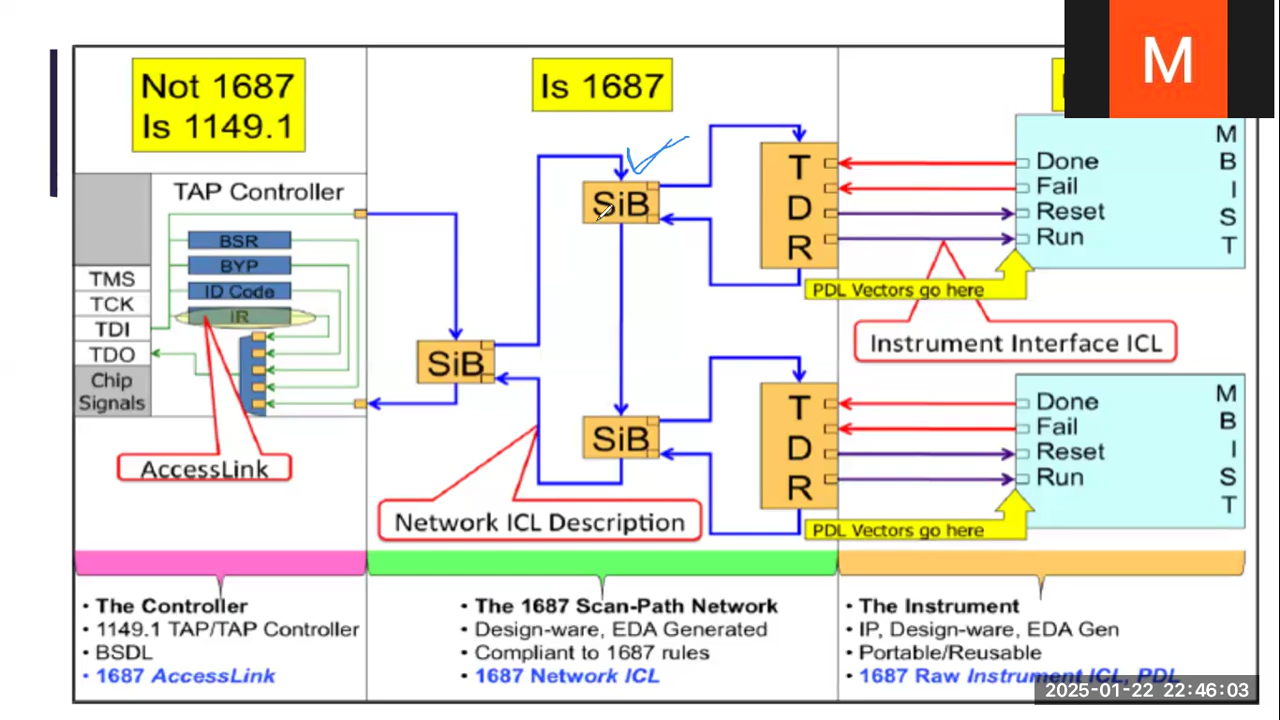 M
Not 1687
Is 1149.1
Is 1687
TAP Controller
BSR
BYP
ID Code
IR
TMS
TCK
TDI
TDO
Chip
Signals
AccessLink
SiB
SiB
SiB
Network ICL Description
T
D
R
T
D
R
Done
Fail
Reset
Run
M
B
I
S
T
PDL Vectors go here
Instrument Interface ICL
Done
Fail
Reset
Run
M
B
I
S
T
PDL Vectors go here
• The Controller
• 1149.1 TAP/TAP Controller
• BSDL
• 1687 AccessLink
• The 1687 Scan-Path Network
• Design-ware, EDA Generated
• Compliant to 1687 rules
• 1687 Network ICL
• The Instrument
• IP, Design-ware, EDA Gen
• Portable/Reusable
• 1687 Raw Instrument ICL, PDL
2025-01-22 22:46:03